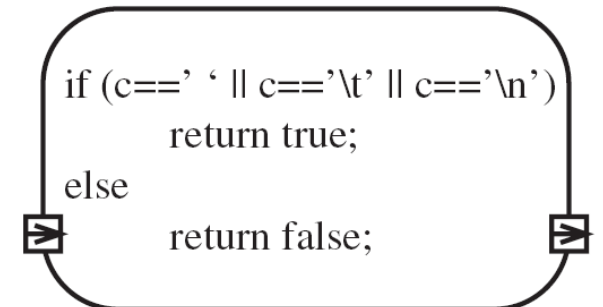 if (c==’ ‘ || c==’\t’ || c==’\n’)
return true;
else
return false;